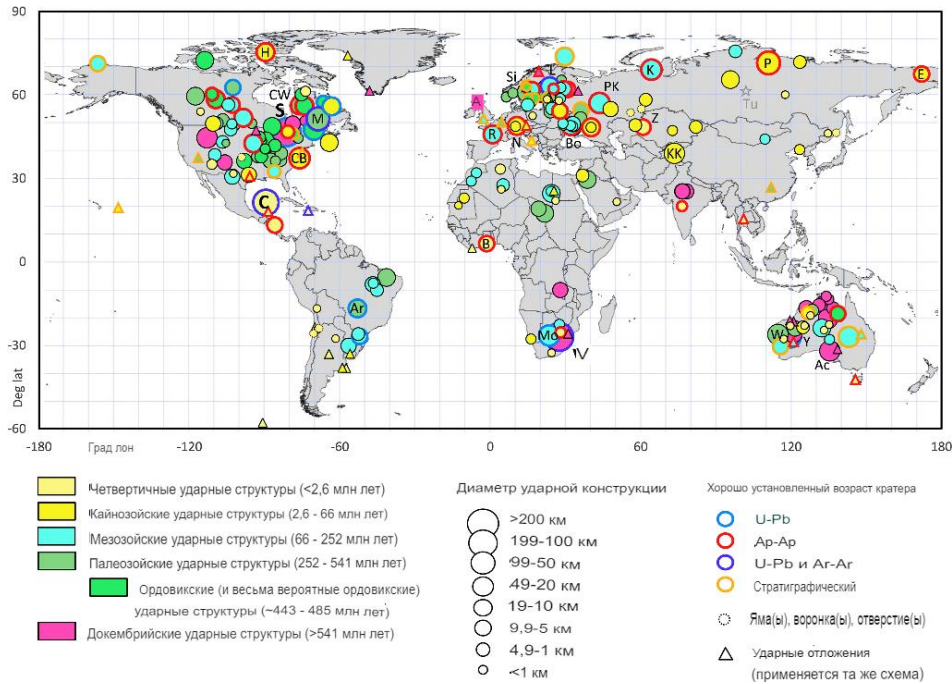 90
60
30
0
-30
-60
Deg lat
-180
Град лон
-120
-60
0
60
120
180
H
CW
S
M
CB
C
Ar
A
Si
L
K
P
E
PK
Tu
R
N
Z
Bo
KK
B
Mo
V
W
Y
Ac
Четвертичные ударные структуры (<2,6 млн лет)
Кайнозойские ударные структуры (2,6 - 66 млн лет)
Мезозойские ударные структуры (66 - 252 млн лет)
Палеозойские ударные структуры (252 - 541 млн лет)
Ордовикские (и весьма вероятные ордовикские)
ударные структуры (~443 - 485 млн лет)
Докембрийские ударные структуры (>541 млн лет)
Диаметр ударной конструкции
>200 км
199-100 км
99-50 км
49-20 км
19-10 км
9,9-5 км
4,9-1 км
<1 км
Хорошо установленный возраст кратера
U-Pb
Ар-Ар
U-Pb и Ar-Ar
Стратиграфический
Яма(ы), воронка(ы), отверстие(ы)
Ударные отложения
(применяется та же схема)